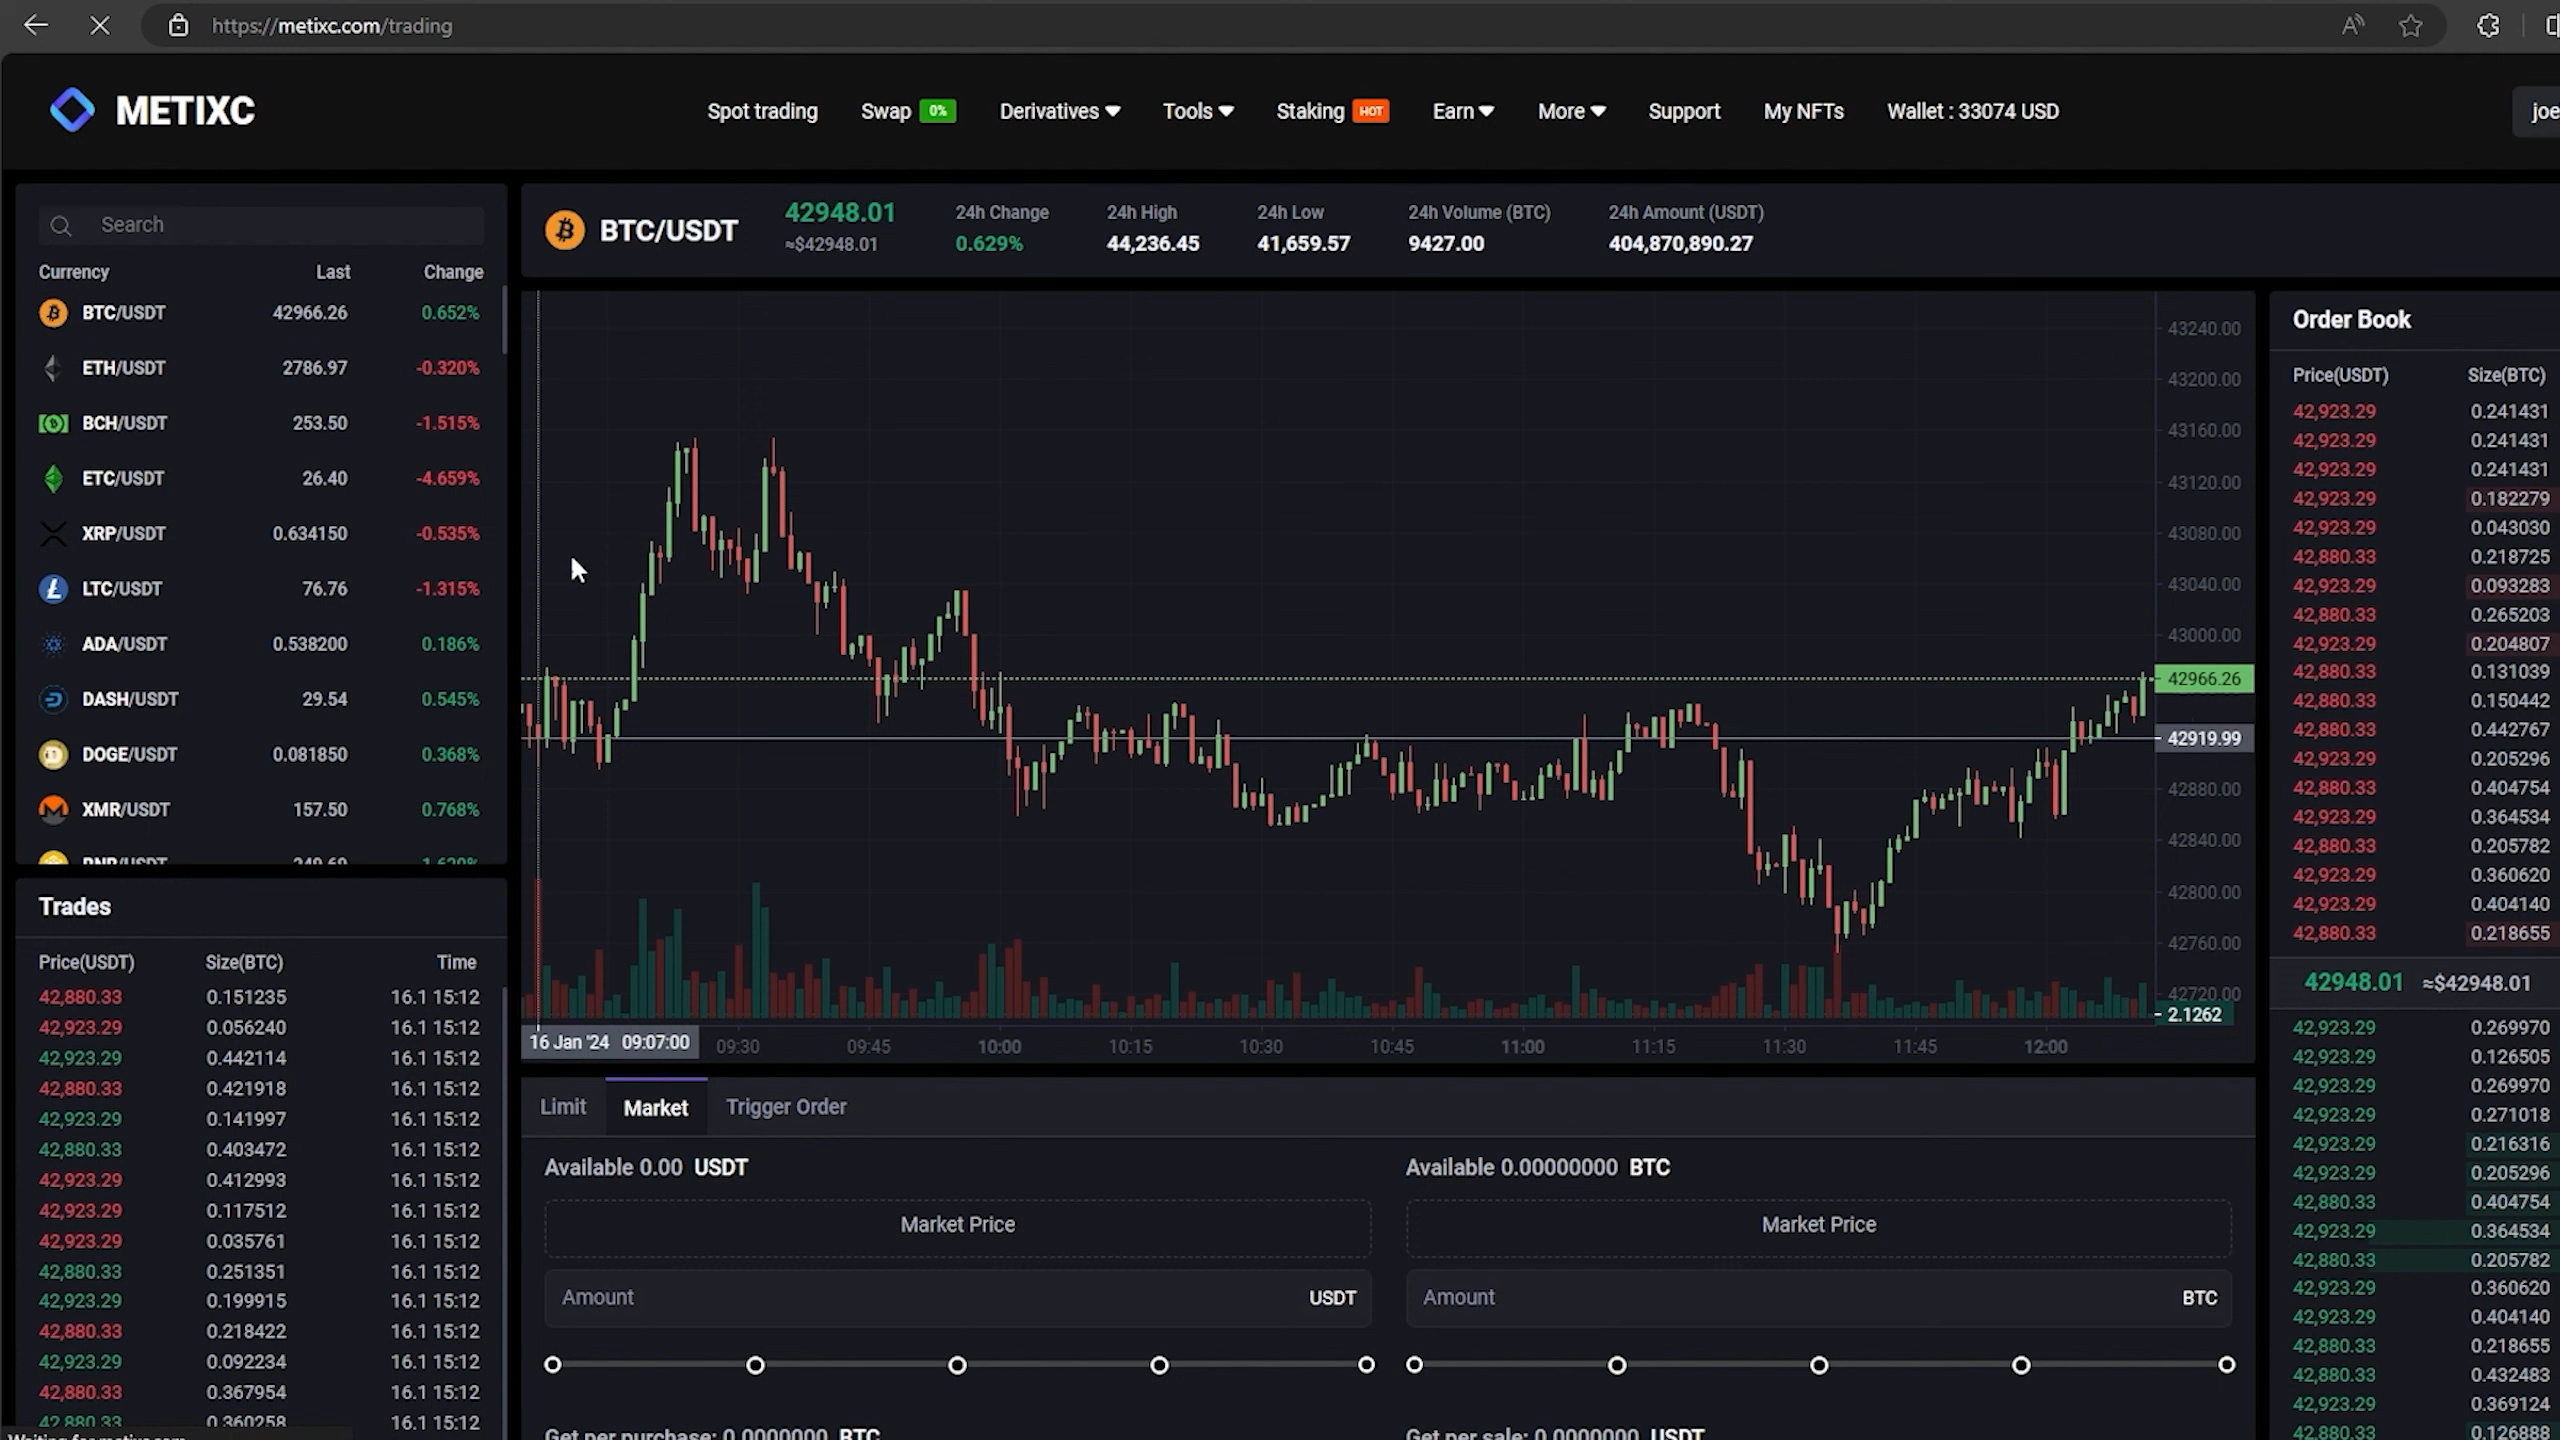 https://metixc.com/trading
METIXC
Spot trading
Swap 0%
Derivatives
Tools
Staking HOT
Earn
More
Support
My NFTs
Wallet : 33074 USD
joe
Search
Currency Last Change
BTC/USDT 42966.26 0.652%
ETH/USDT 2786.97 -0.320%
BCH/USDT 253.50 -1.515%
ETC/USDT 26.40 -4.659%
XRP/USDT 0.634150 -0.535%
LTC/USDT 76.76 -1.315%
ADA/USDT 0.538200 0.186%
DASH/USDT 29.54 0.545%
DOGE/USDT 0.081850 0.368%
XMR/USDT 157.50 0.768%
Trades
Price(USDT) Size(BTC) Time
42,880.33 0.151235 16.1 15:12
42,923.29 0.056240 16.1 15:12
42,923.29 0.442114 16.1 15:12
42,880.33 0.421918 16.1 15:12
42,923.29 0.141997 16.1 15:12
42,880.33 0.403472 16.1 15:12
42,923.29 0.412993 16.1 15:12
42,923.29 0.117512 16.1 15:12
42,923.29 0.035761 16.1 15:12
42,880.33 0.251351 16.1 15:12
42,923.29 0.199915 16.1 15:12
42,880.33 0.218422 16.1 15:12
42,923.29 0.092234 16.1 15:12
42,880.33 0.367954 16.1 15:12
42,880.33 0.360258 16.1 15:12
BTC/USDT
42948.01
≈$42948.01
24h Change
0.629%
24h High
44,236.45
24h Low
41,659.57
24h Volume (BTC)
9427.00
24h Amount (USDT)
404,870,890.27
43240.00
43200.00
43160.00
43120.00
43080.00
43040.00
43000.00
42966.26
42919.99
42880.00
42840.00
42800.00
42760.00
42720.00
2.1262
16 Jan '24 09:07:00 09:30 09:45 10:00 10:15 10:30 10:45 11:00 11:15 11:30 11:45 12:00
Limit Market Trigger Order
Available 0.00 USDT
Market Price
Amount USDT
Get per purchase: 0.0000000 BTC
Available 0.00000000 BTC
Market Price
Amount BTC
Get per sale: 0.0000000 USDT
Order Book
Price(USDT) Size(BTC)
42,923.29 0.241431
42,923.29 0.241431
42,923.29 0.241431
42,923.29 0.182279
42,923.29 0.043030
42,880.33 0.218725
42,923.29 0.093283
42,880.33 0.265203
42,923.29 0.204807
42,880.33 0.131039
42,923.29 0.150442
42,880.33 0.442767
42,923.29 0.205296
42,880.33 0.404754
42,923.29 0.364534
42,880.33 0.205782
42,923.29 0.360620
42,923.29 0.404140
42,880.33 0.218655
42948.01 ≈$42948.01
42,923.29 0.269970
42,923.29 0.126505
42,923.29 0.269970
42,923.29 0.271018
42,923.29 0.216316
42,923.29 0.205296
42,880.33 0.404754
42,923.29 0.364534
42,880.33 0.205782
42,923.29 0.360620
42,923.29 0.404140
42,880.33 0.218655
42,880.33 0.432483
42,923.29 0.369124
42,880.33 0.126888